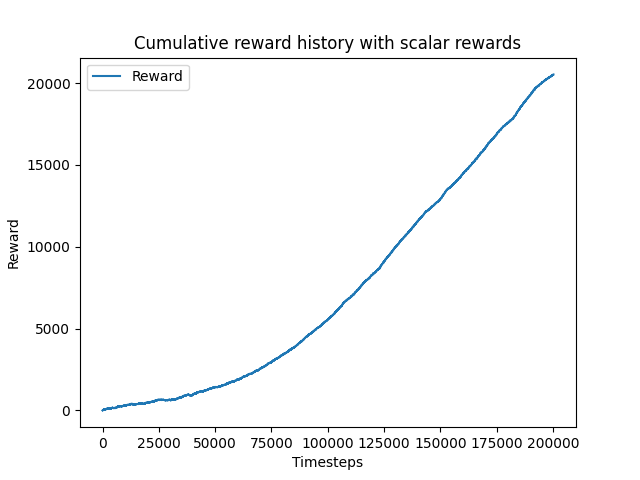 Cumulative reward history with scalar rewards
Reward
20000
15000
10000
5000
0
Reward
0 25000 50000 75000 100000 125000 150000 175000 200000
Timesteps